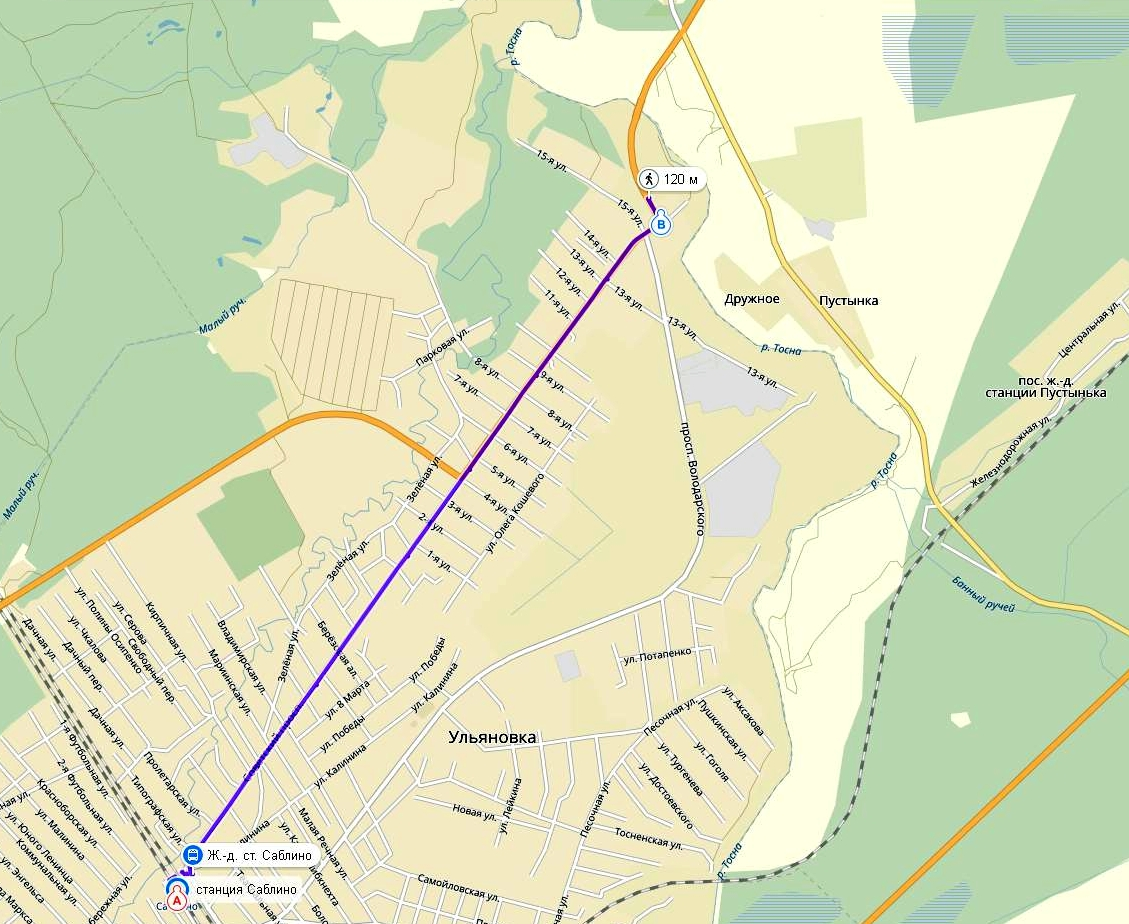 р. Тосна
15-я ул.
120 м
15-я ул.
B
14-я ул.
13-я ул.
12-я ул.
11-я ул.
13-я ул.
13-я ул.
13-я ул.
Дружное
Пустынка
р. Тосна
Центральная ул.
пос. ж.-д.
станции Пустынька
Железнодорожная ул.
Малый руч.
Парковая ул.
8-я ул.
7-я ул.
9-я ул.
8-я ул.
7-я ул.
6-я ул.
5-я ул.
4-я ул.
3-я ул.
1-я ул.
ул. Олега Кошевого
просп. Володарского
р. Тосна
Малый руч.
Зелёная ул.
Зелёная ул.
Зелёная ул.
Банный ручей
Берёзовая ал.
ул. 8 Марта
ул. Победы
ул. Победы
ул. Калинина
ул. Калинина
ул. Потапенко
Дачная ул.
ул. Полины Осипенко
ул. Чкалова
Дачный пер.
ул. Серова
Свободный пер.
Кирпичная ул.
Владимирская ул.
Мариинская ул.
Дачная ул.
Ульяновка
Песочная ул.
Пушкинская ул.
ул. Аксакова
ул. Гоголя
ул. Тургенева
ул. Достоевского
1-я Футбольная ул.
2-я Футбольная ул.
Пролетарская ул.
Типографская ул.
Красноборская ул.
ул. Малинина
ул. Юного Ленинца
Коммунальная ул.
ул. Энгельса
Новая ул.
ул. Лейкина
Песочная ул.
Тосненская ул.
р. Тосна
Малая Речная ул.
Самойловская ул.
Ж.-д. ст. Саблино
станция Саблино
A